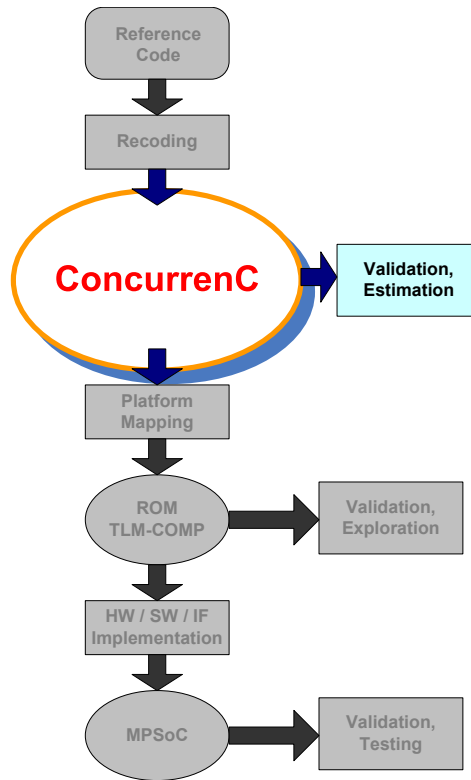 Reference
Code
Recoding
ConcurrenC
Validation,
Estimation
Platform
Mapping
ROM
TLM-COMP
Validation,
Exploration
HW / SW / IF
Implementation
MPSoC
Validation,
Testing